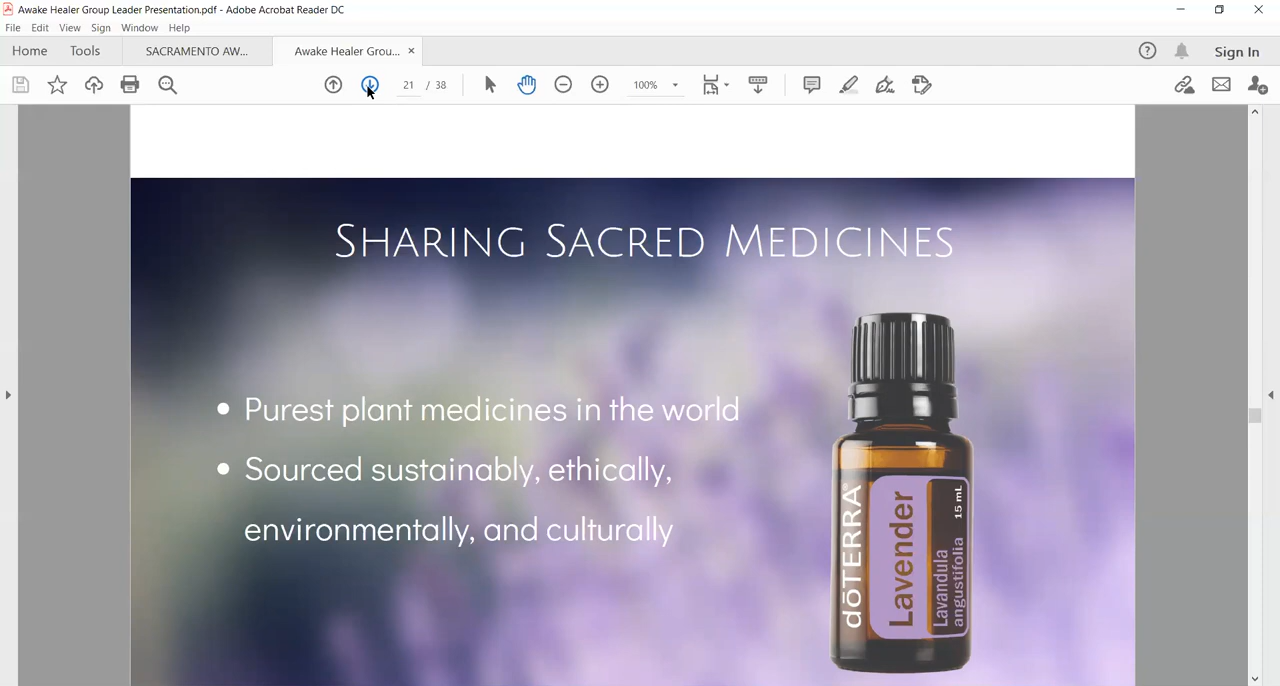 Awake Healer Group Leader Presentation.pdf - Adobe Acrobat Reader DC
File Edit View Sign Window Help
Home Tools SACRAMENTO AW... Awake Healer Grou... × Sign In
21 / 38 100%
SHARING SACRED MEDICINES
• Purest plant medicines in the world
• Sourced sustainably, ethically,
environmentally, and culturally
dōTERRA®
Lavender
Lavandula
angustifolia 15 mL